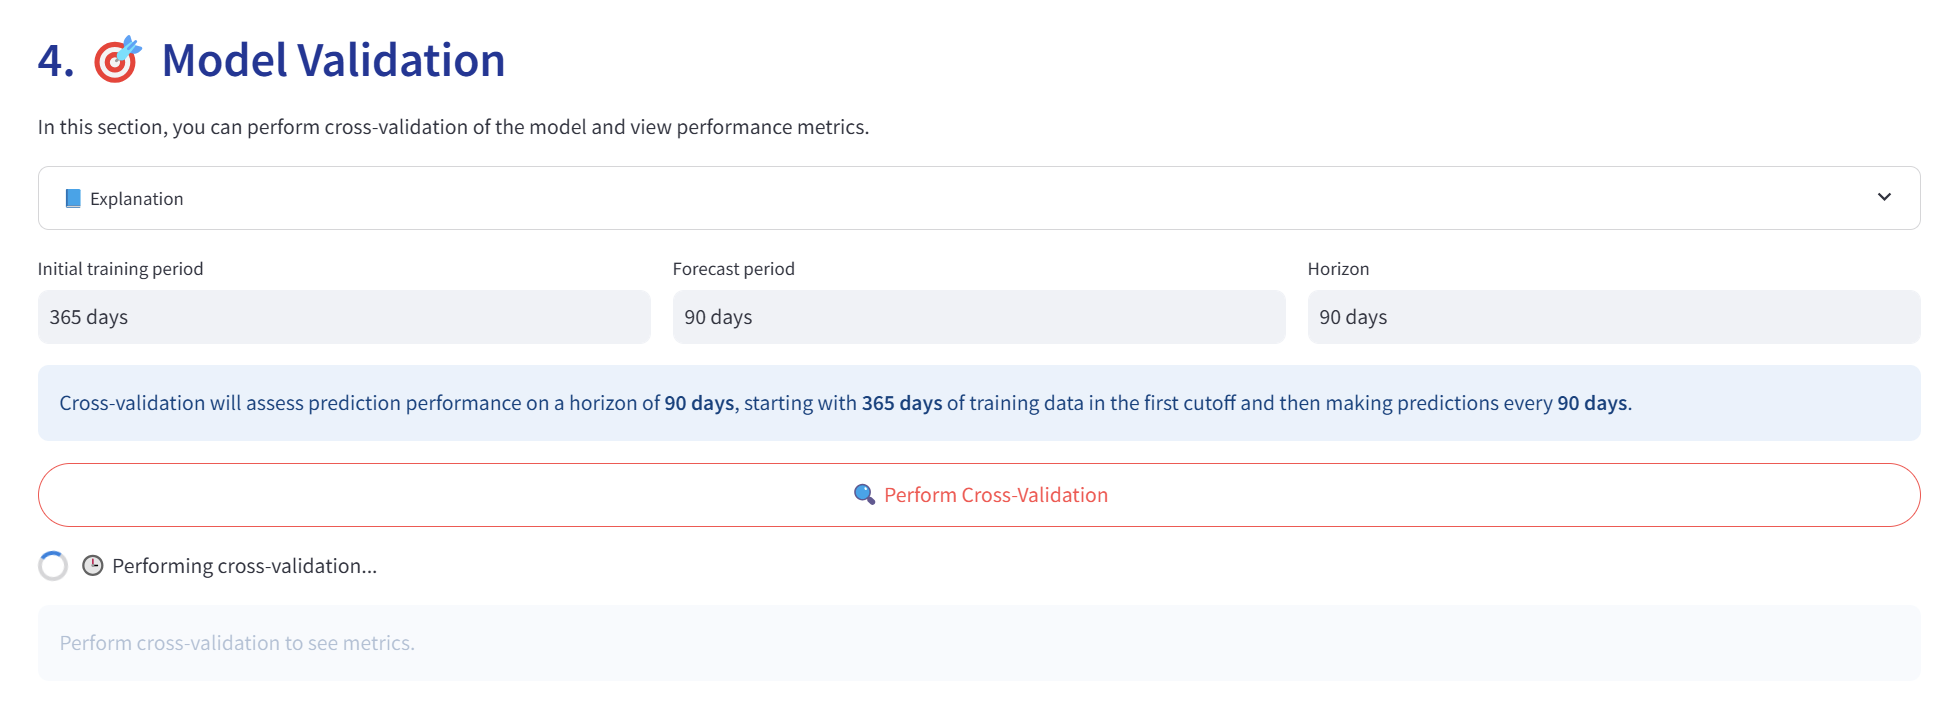 4. 🎯 Model Validation
In this section, you can perform cross-validation of the model and view performance metrics.
📘 Explanation
Initial training period
Forecast period
Horizon
365 days
90 days
90 days
Cross-validation will assess prediction performance on a horizon of 90 days, starting with 365 days of training data in the first cutoff and then making predictions every 90 days.
🔍 Perform Cross-Validation
🕒 Performing cross-validation...
Perform cross-validation to see metrics.